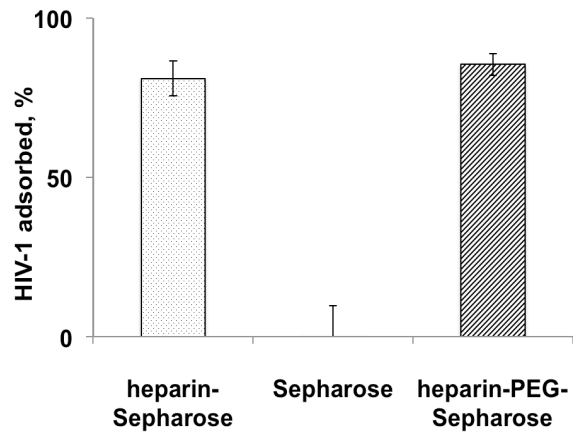 100
50
0
HIV-1 adsorbed, %
heparin-
Sepharose
Sepharose
heparin-PEG-
Sepharose